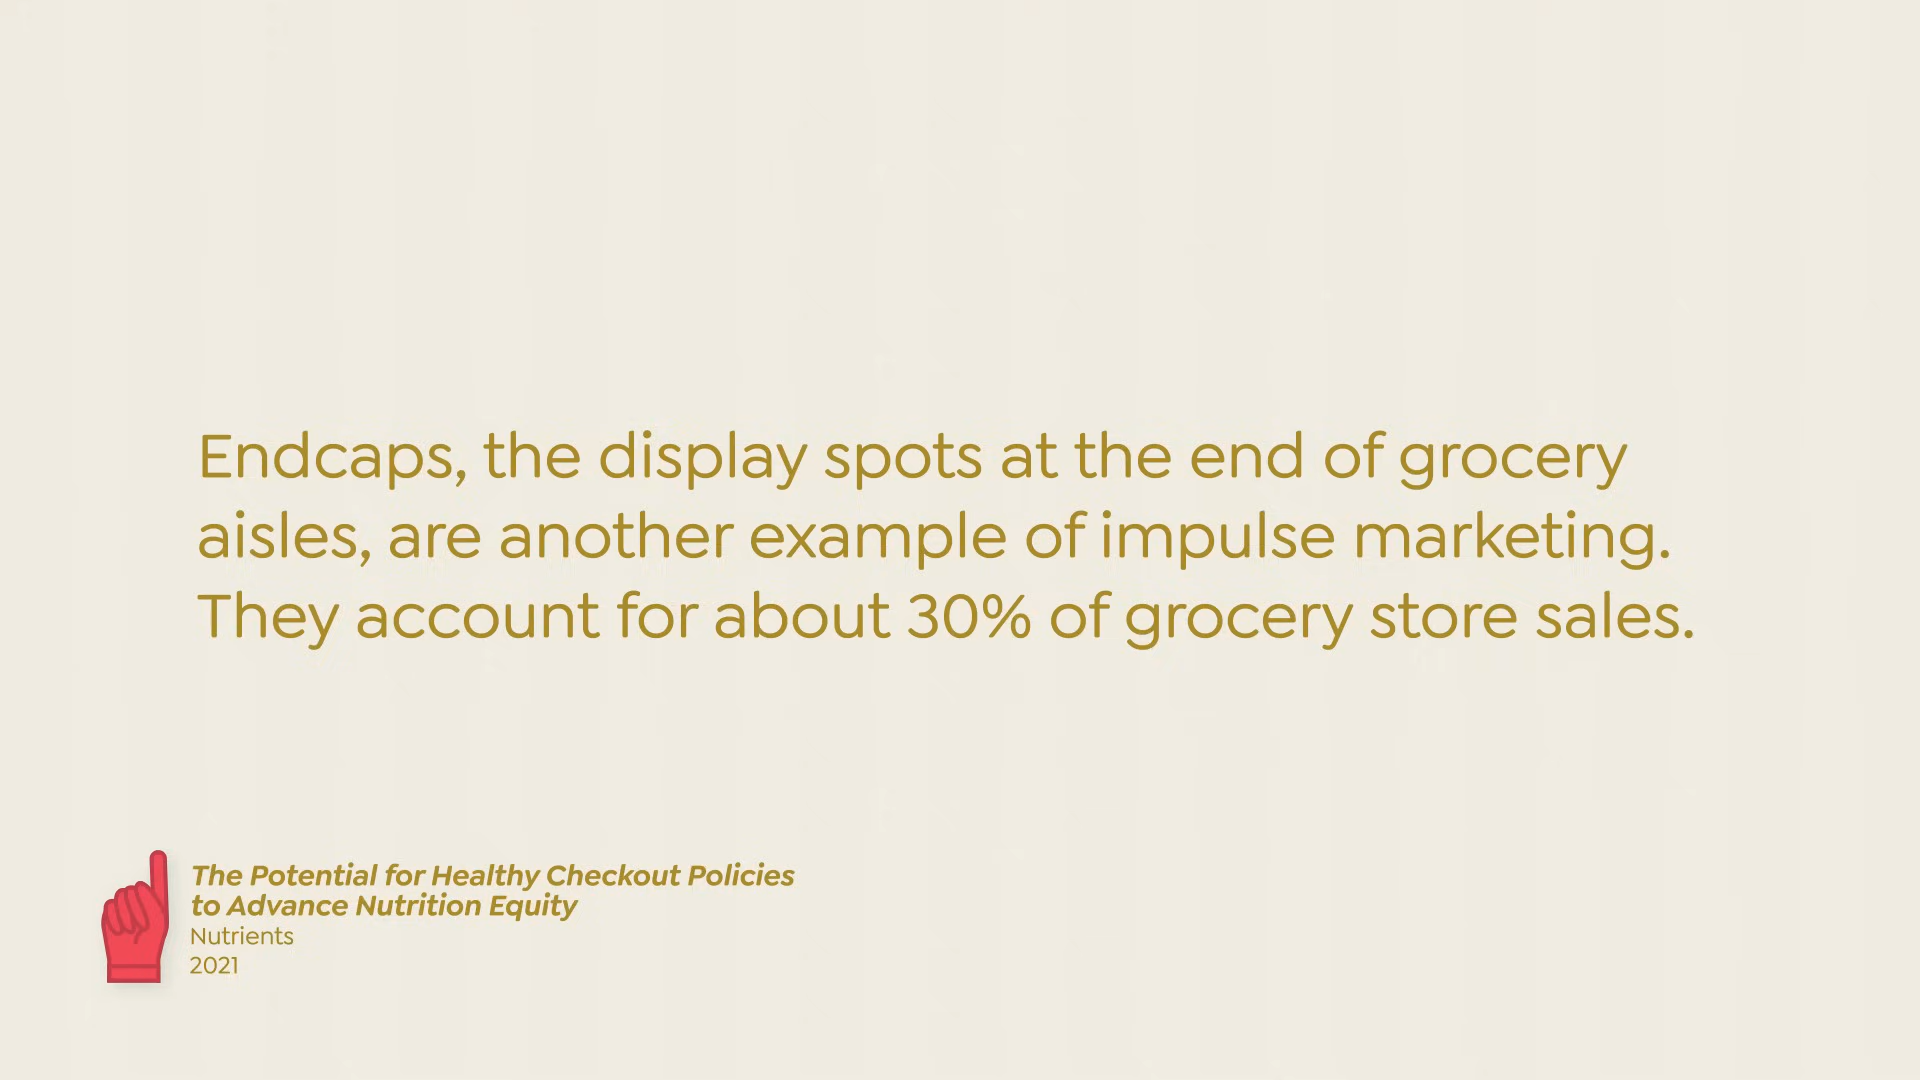 Endcaps, the display spots at the end of grocery
aisles, are another example of impulse marketing.
They account for about 30% of grocery store sales.
The Potential for Healthy Checkout Policies
to Advance Nutrition Equity
Nutrients
2021